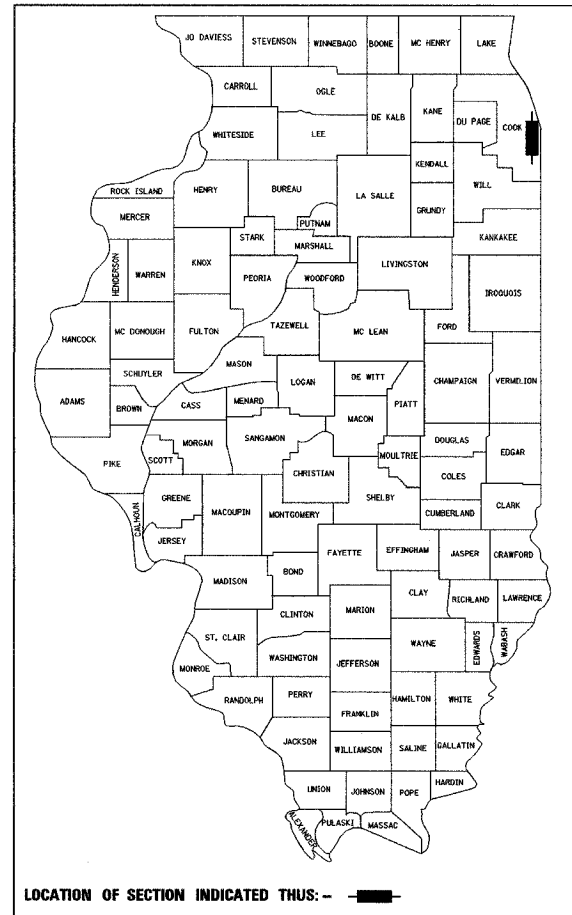 JO DAVIESS STEVENSON WINNEBAGO BOONE MC HENRY LAKE
CARROLL OGLE
DE KALB KANE DU PAGE COOK
WHITESIDE LEE
KENDALL
WILL
ROCK ISLAND HENRY BUREAU LA SALLE GRUNDY
MERCER PUTNAM
STARK MARSHALL KANKAKEE
HENDERSON WARREN KNOX LIVINGSTON
PEORIA WOODFORD IROQUOIS
HANCOCK MC DONOUGH FULTON TAZEWELL MC LEAN FORD
MASON
SCHUYLER LOGAN DE WITT CHAMPAIGN VERMILION
ADAMS BROWN CASS MENARD PIATT
MACON
MORGAN SANGAMON DOUGLAS
PIKE SCOTT CHRISTIAN MOULTRIE EDGAR
COLES
GREENE SHELBY
CALHOUN MACOUPIN MONTGOMERY CUMBERLAND CLARK
JERSEY
FAYETTE EFFINGHAM JASPER CRAWFORD
BOND
MADISON
CLAY RICHLAND LAWRENCE
CLINTON MARION
ST. CLAIR WAYNE EDWARDS WABASH
WASHINGTON JEFFERSON
MONROE
RANDOLPH PERRY HAMILTON WHITE
FRANKLIN
JACKSON WILLIAMSON SALINE GALLATIN
UNION JOHNSON POPE HARDIN
ALEXANDER PULASKI MASSAC
LOCATION OF SECTION INDICATED THUS: -